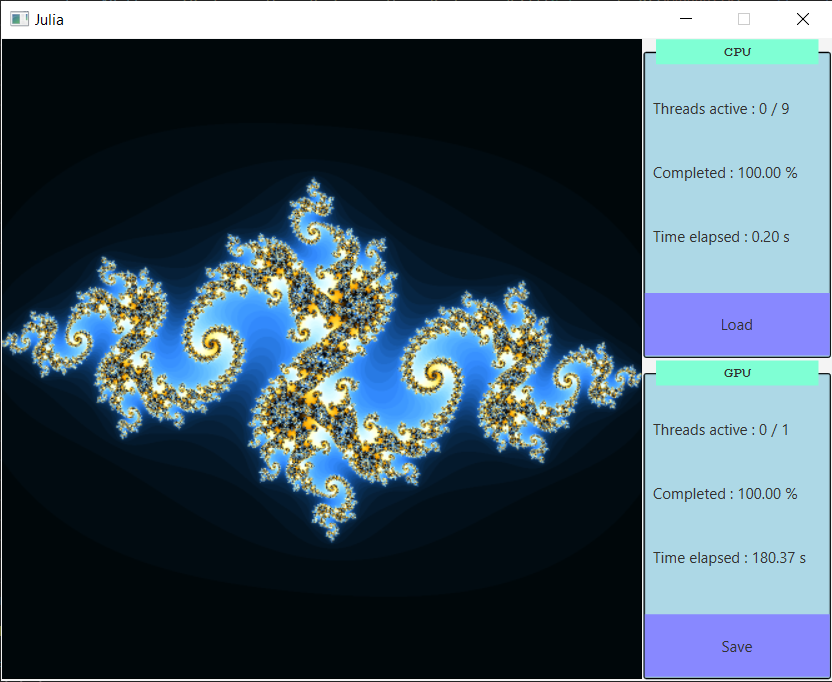 Julia
CPU
Threads active : 0 / 9
Completed : 100.00 %
Time elapsed : 0.20 s
Load
GPU
Threads active : 0 / 1
Completed : 100.00 %
Time elapsed : 180.37 s
Save